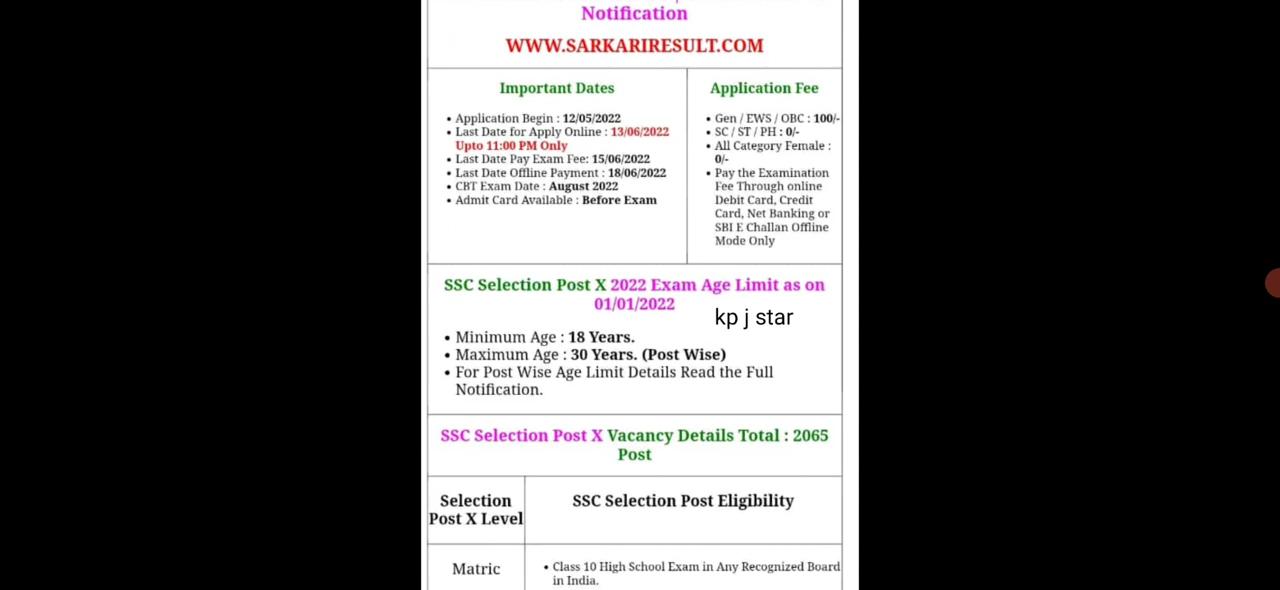 Notification
WWW.SARKARIRESULT.COM
Important Dates
• Application Begin : 12/05/2022
• Last Date for Apply Online : 13/06/2022
Upto 11:00 PM Only
• Last Date Pay Exam Fee: 15/06/2022
• Last Date Offline Payment : 18/06/2022
• CBT Exam Date : August 2022
• Admit Card Available : Before Exam
Application Fee
• Gen / EWS / OBC : 100/-
• SC / ST / PH : 0/-
• All Category Female :
0/-
• Pay the Examination
Fee Through online
Debit Card, Credit
Card, Net Banking or
SBI E Challan Offline
Mode Only
SSC Selection Post X 2022 Exam Age Limit as on
01/01/2022
kp j star
• Minimum Age : 18 Years.
• Maximum Age : 30 Years. (Post Wise)
• For Post Wise Age Limit Details Read the Full
Notification.
SSC Selection Post X Vacancy Details Total : 2065
Post
Selection
Post X Level
SSC Selection Post Eligibility
Matric
• Class 10 High School Exam in Any Recognized Board
in India.